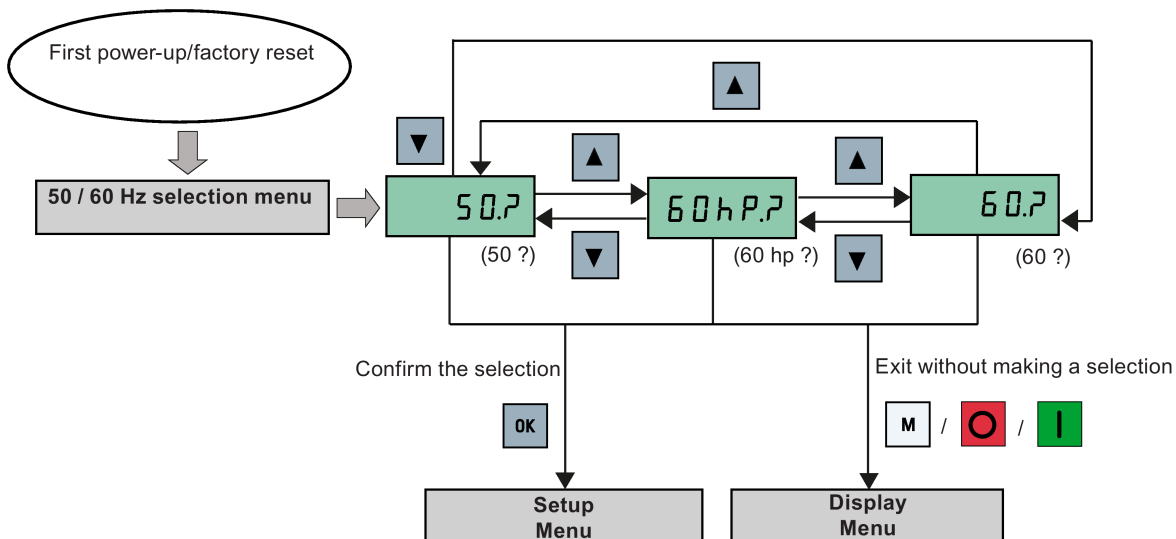 First power-up/factory reset
50 / 60 Hz selection menu
50.?
60hP.?
60.?
(50 ?)
(60 hp ?)
(60 ?)
Confirm the selection
Exit without making a selection
OK
M / /
Setup
Menu
Display
Menu